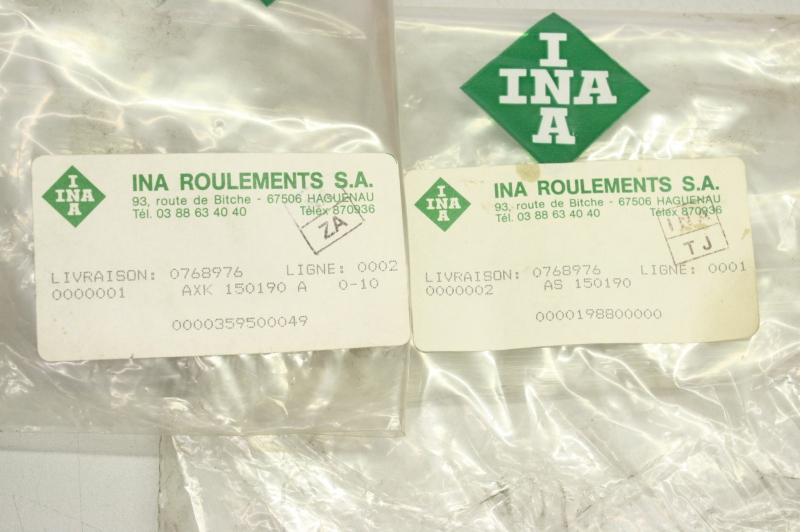 I
INA
A
I
INA
A
INA ROULEMENTS S.A.
93, route de Bitche - 67506 HAGUENAU
Tél. 03 88 63 40 40 Télex 870936
ZA
LIVRAISON: 0768976 LIGNE: 0002
0000001 AXK 150190 A 0-10
0000359500049
I
INA
A
INA ROULEMENTS S.A.
93, route de Bitche - 67506 HAGUENAU
Tél. 03 88 63 40 40 Télex 870936
INA
TJ
LIVRAISON: 0768976 LIGNE: 0001
0000002 AS 150190
0000198800000